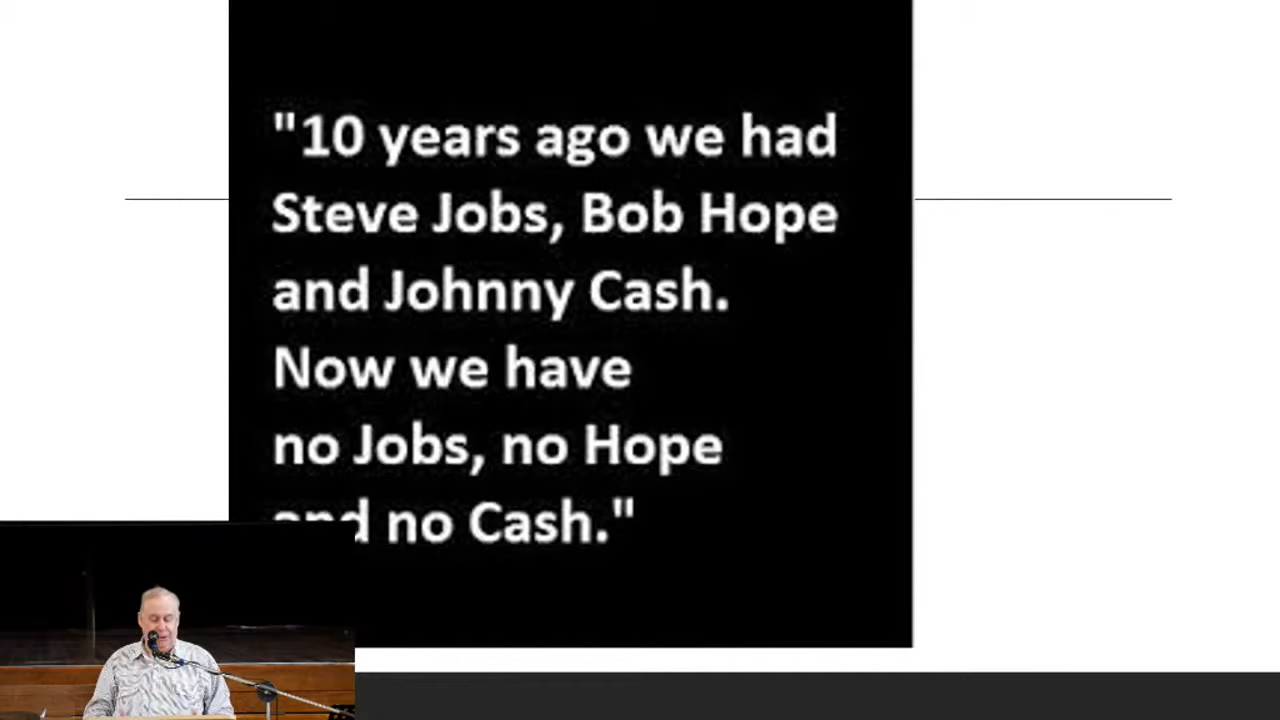 "10 years ago we had
Steve Jobs, Bob Hope
and Johnny Cash.
Now we have
no Jobs, no Hope
and no Cash."